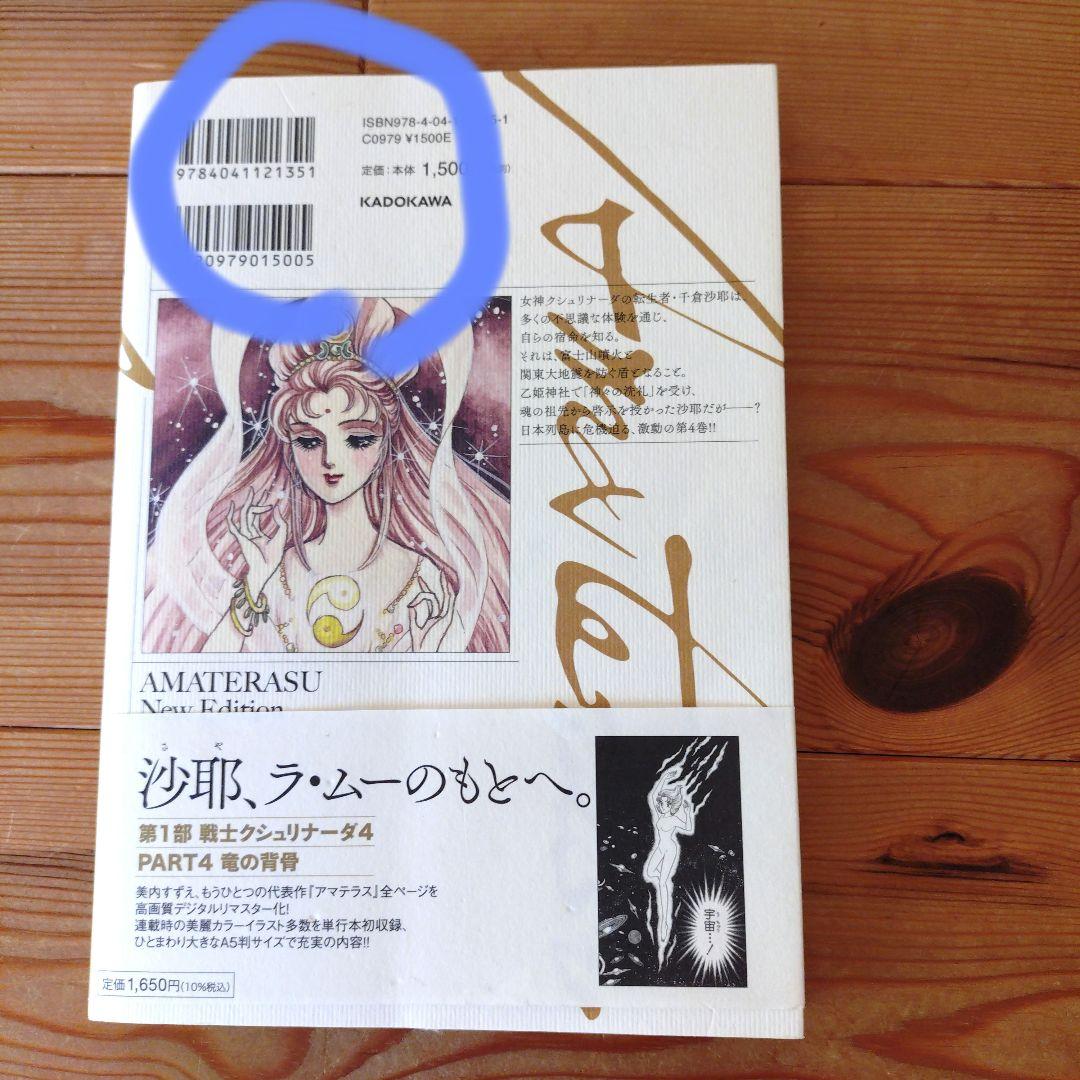 ISBN978-4-04-
C0979 ¥1500E
9784041121351
定価：本体 1,500
KADOKAWA
0979015005
女神クシュリナーダの転生者・千倉沙耶は、
多くの不思議な体験を通じ、
自らの宿命を知る。
それは、富士山噴火と
関東大地震を防ぐ盾となること。
乙姫神社で「神々の洗礼」を受け、
魂の祖先から啓示を授かった沙耶だが――？
日本列島に危機迫る、激動の第4巻!!
AMATERASU
New Edition
さ や
沙耶、ラ・ムーのもとへ。
第1部 戦士クシュリナーダ4
PART4 竜の背骨
美内すずえ、もうひとつの代表作『アマテラス』全ページを
高画質デジタルリマスター化!
連載時の美麗カラーイラスト多数を単行本初収録、
ひとまわり大きなA5判サイズで充実の内容!!
宇宙…!
定価1,650円(10%税込)